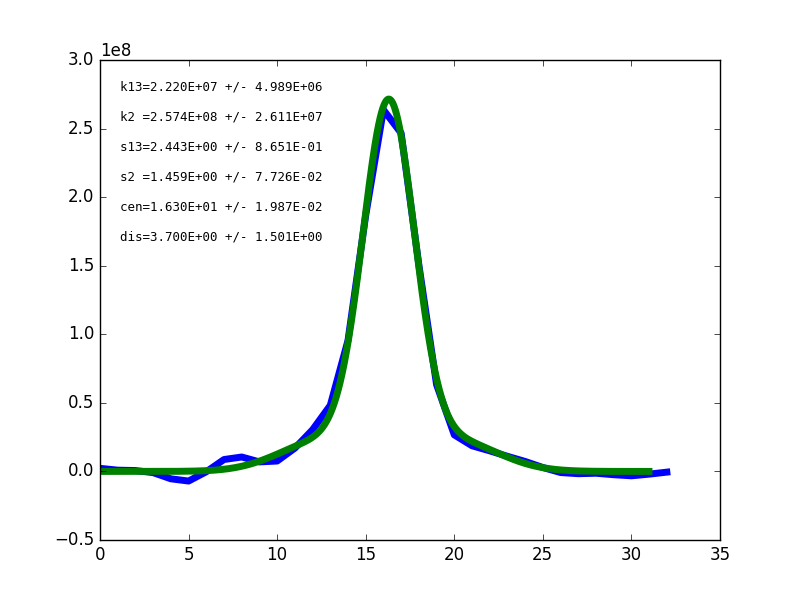 1e8
3.0
2.5
2.0
1.5
1.0
0.5
0.0
−0.5
k13=2.220E+07 +/- 4.989E+06
k2 =2.574E+08 +/- 2.611E+07
s13=2.443E+00 +/- 8.651E-01
s2 =1.459E+00 +/- 7.726E-02
cen=1.630E+01 +/- 1.987E-02
dis=3.700E+00 +/- 1.501E+00
0 5 10 15 20 25 30 35